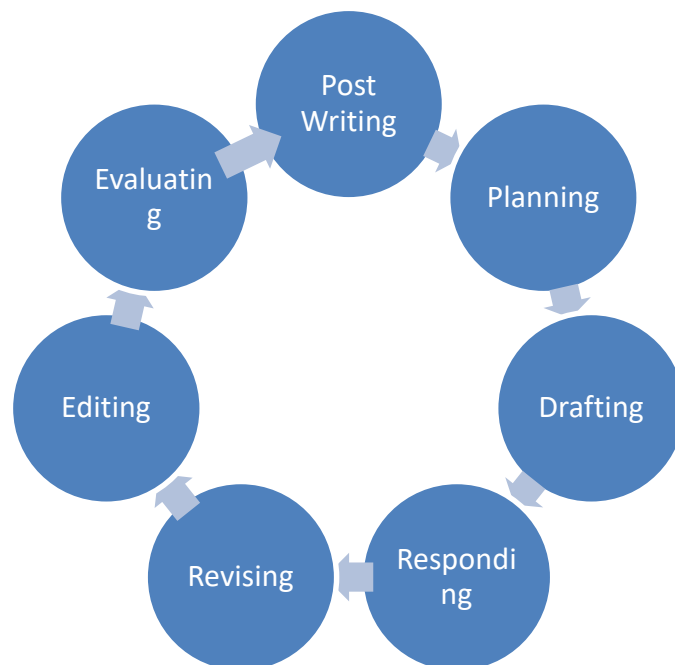 Post
Writing
Planning
Drafting
Respondi
ng
Revising
Editing
Evaluatin
g